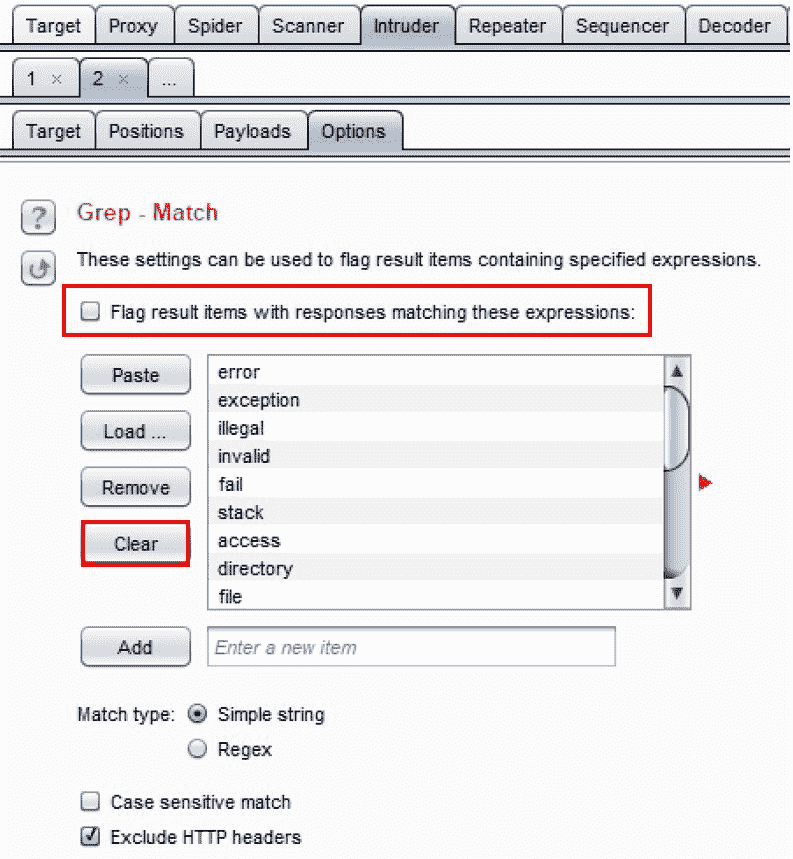 Target Proxy Spider Scanner Intruder Repeater Sequencer Decoder
1 × 2 × ...
Target Positions Payloads Options
? Grep - Match
These settings can be used to flag result items containing specified expressions.
Flag result items with responses matching these expressions:
Paste
Load ...
Remove
Clear
error
exception
illegal
invalid
fail
stack
access
directory
file
Add Enter a new item
Match type: Simple string
Regex
Case sensitive match
Exclude HTTP headers